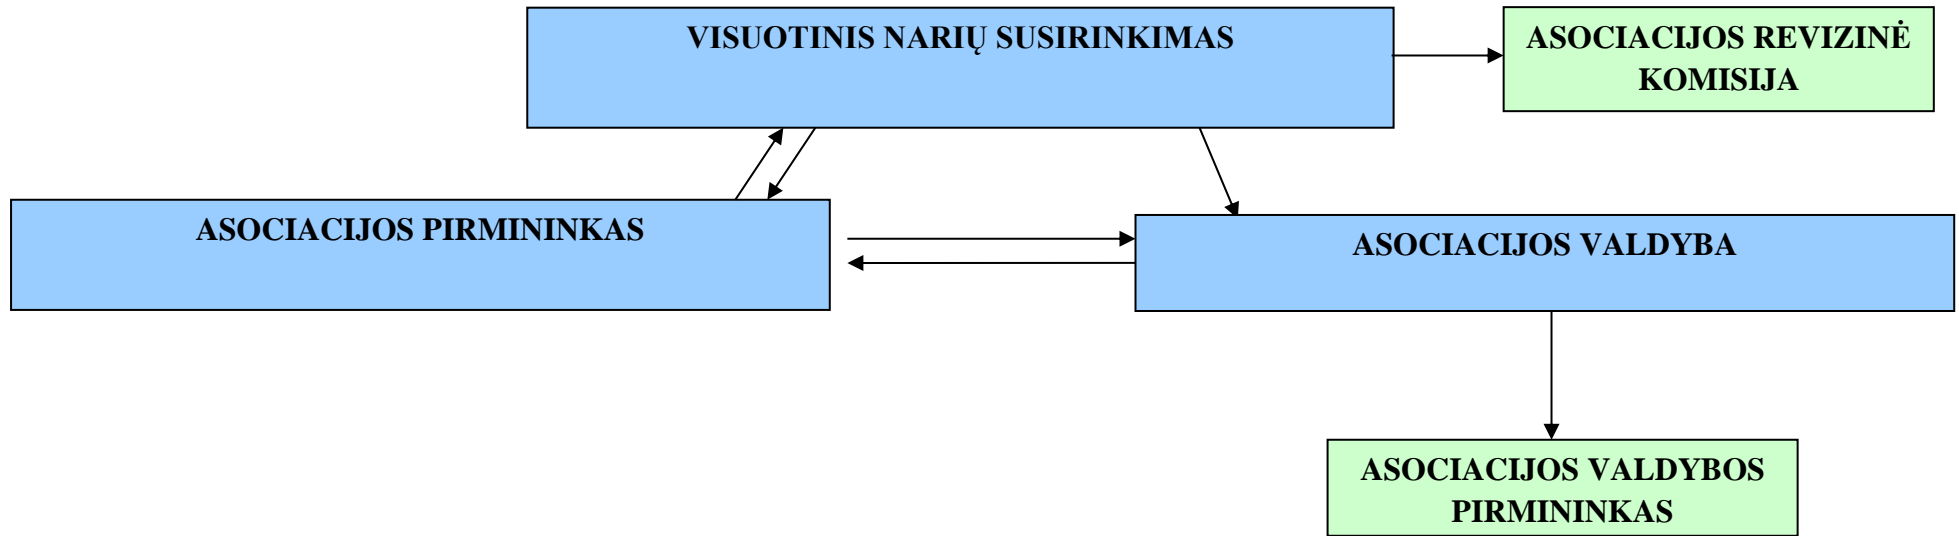 VISUOTINIS NARIŲ SUSIRINKIMAS
ASOCIACIJOS REVIZINĖ
KOMISIJA
ASOCIACIJOS PIRMININKAS
ASOCIACIJOS VALDYBA
ASOCIACIJOS VALDYBOS
PIRMININKAS